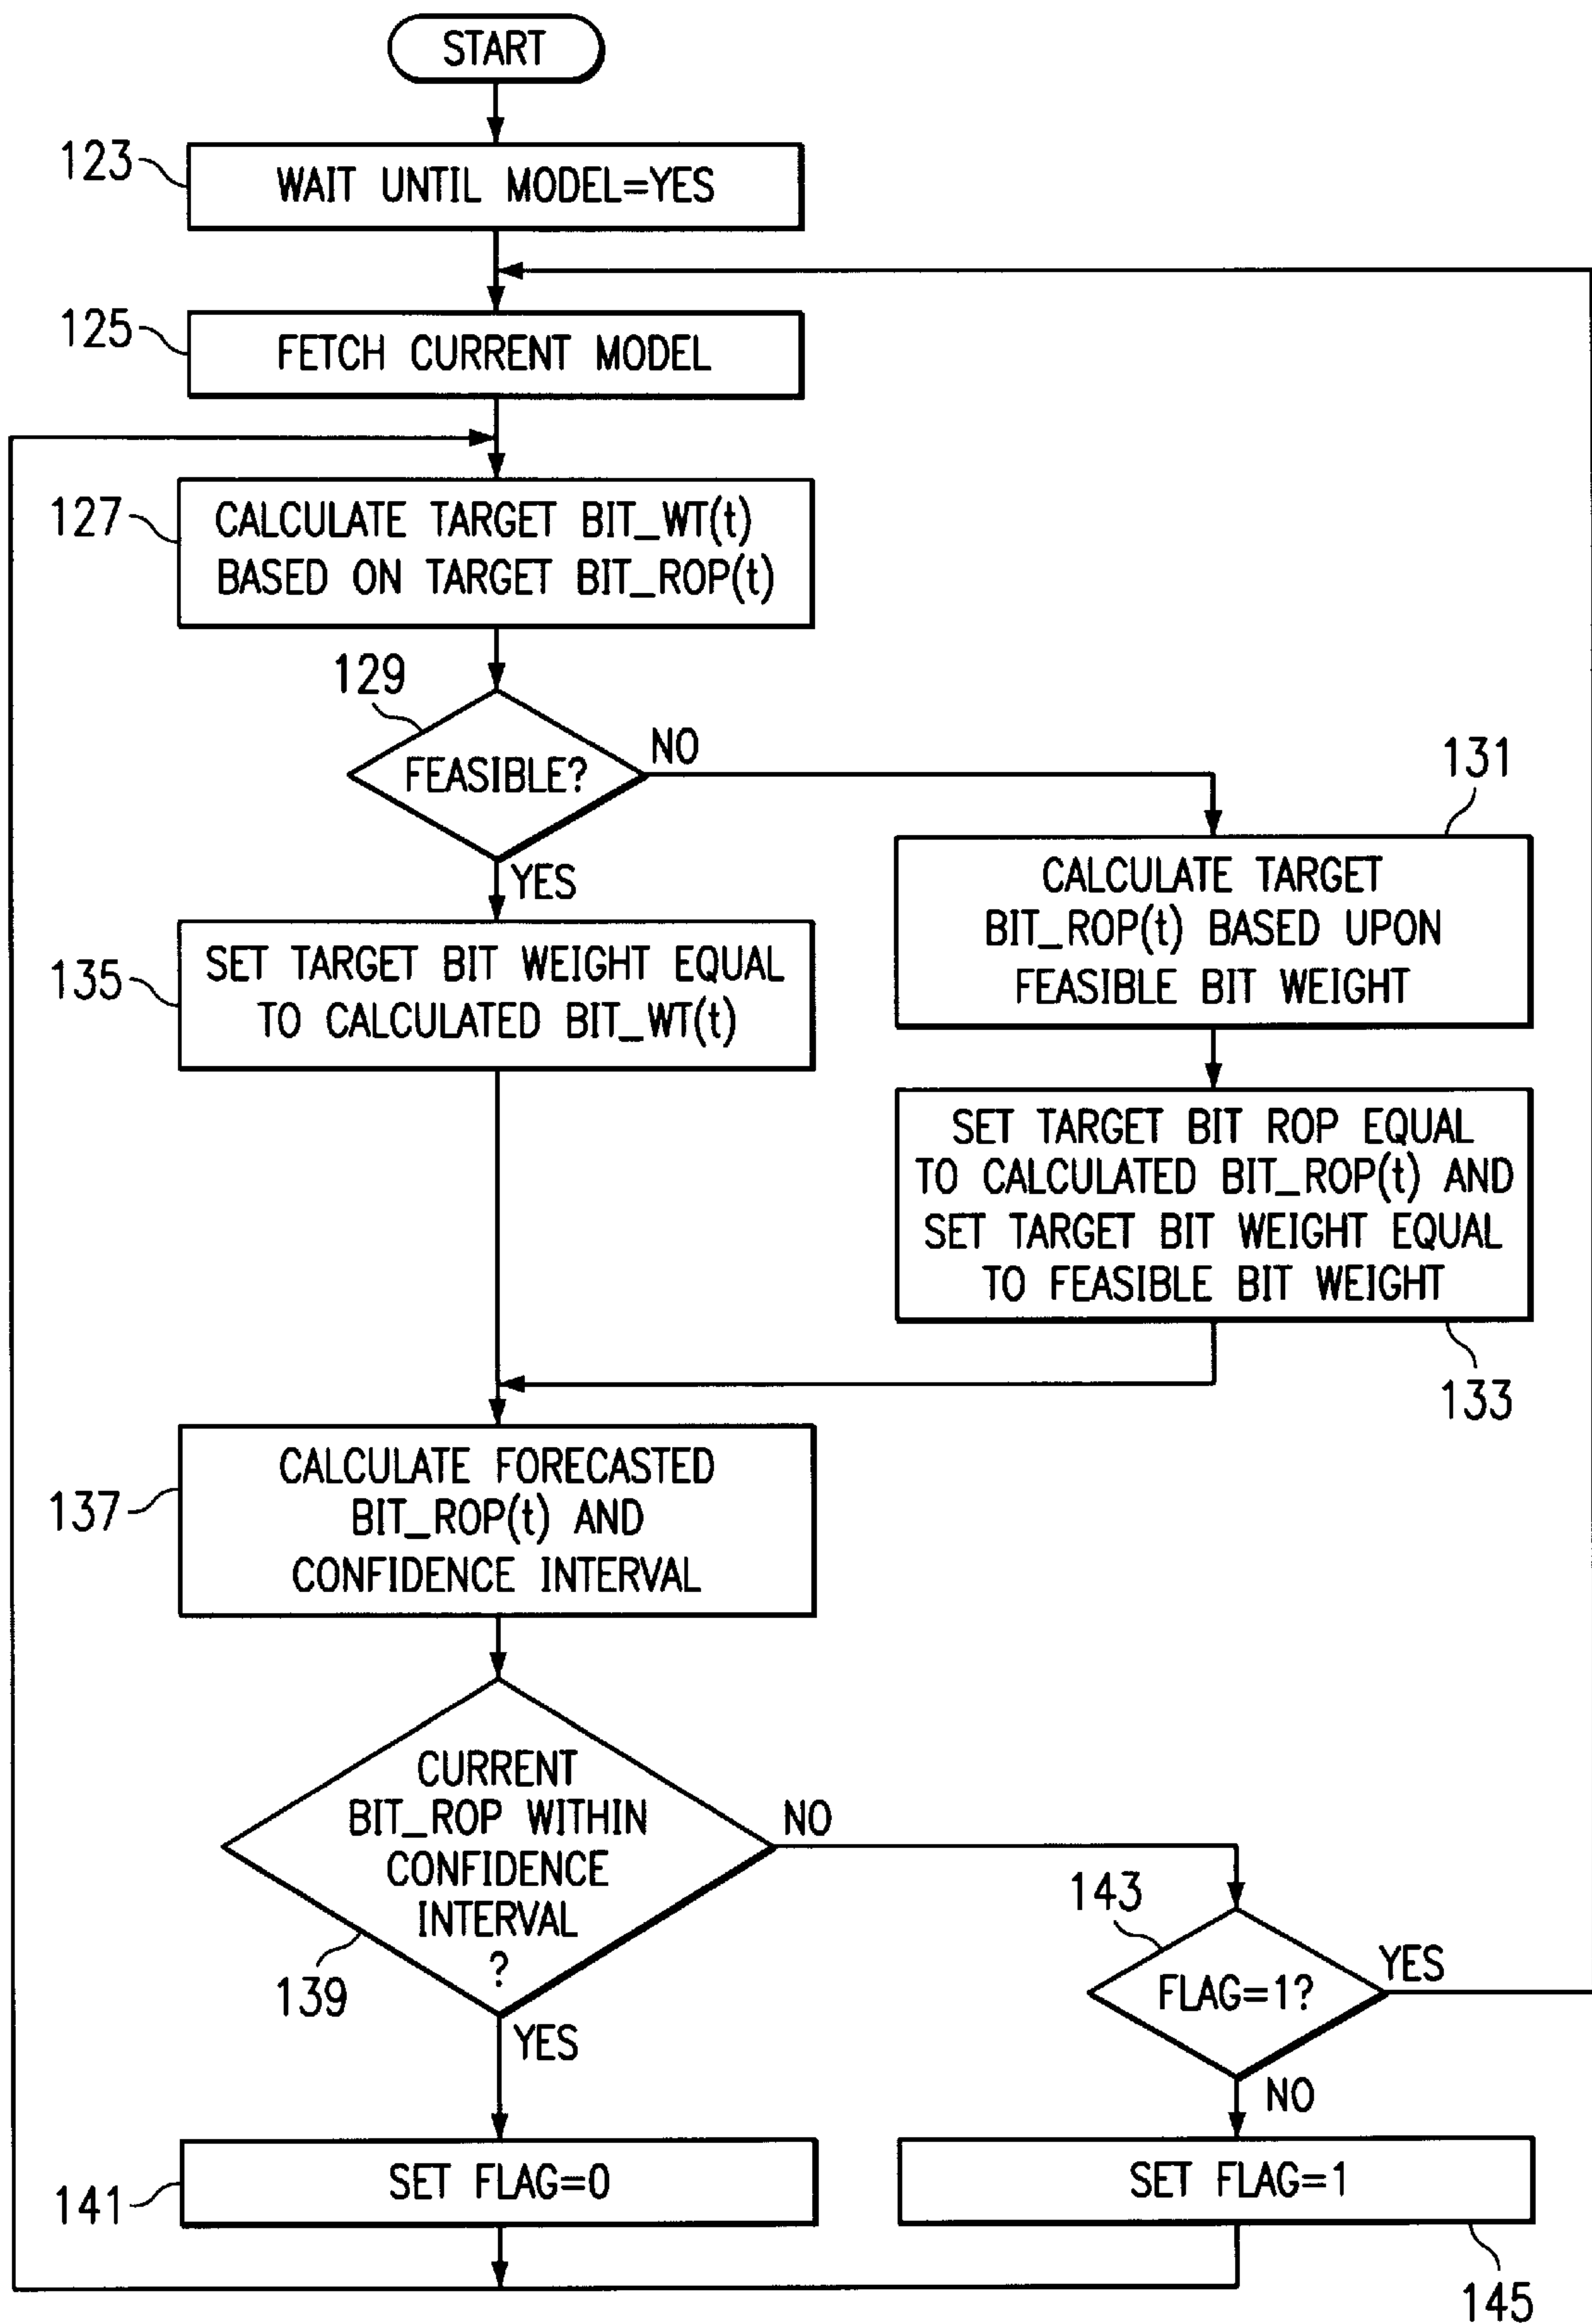 START
123
WAIT UNTIL MODEL=YES
125
FETCH CURRENT MODEL
127
CALCULATE TARGET BIT_WT(t)
BASED ON TARGET BIT_ROP(t)
129
FEASIBLE?
NO
YES
131
CALCULATE TARGET
BIT_ROP(t) BASED UPON
FEASIBLE BIT WEIGHT
135
SET TARGET BIT WEIGHT EQUAL
TO CALCULATED BIT_WT(t)
SET TARGET BIT ROP EQUAL
TO CALCULATED BIT_ROP(t) AND
SET TARGET BIT WEIGHT EQUAL
TO FEASIBLE BIT WEIGHT
133
137
CALCULATE FORECASTED
BIT_ROP(t) AND
CONFIDENCE INTERVAL
CURRENT
BIT_ROP WITHIN
CONFIDENCE
INTERVAL
?
139
NO
YES
143
FLAG=1?
YES
NO
141
SET FLAG=0
SET FLAG=1
145